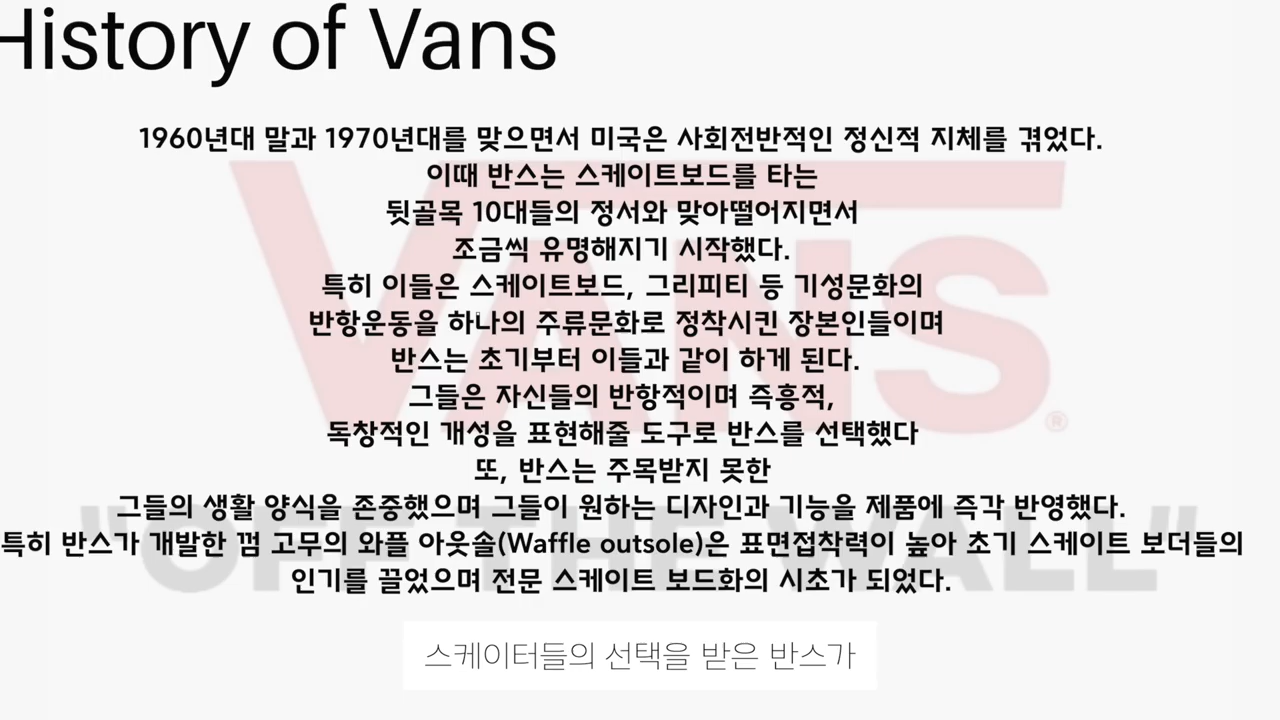 History of Vans
1960년대 말과 1970년대를 맞으면서 미국은 사회전반적인 정신적 지체를 겪었다.
이때 반스는 스케이트보드를 타는
뒷골목 10대들의 정서와 맞아떨어지면서
조금씩 유명해지기 시작했다.
특히 이들은 스케이트보드, 그리피티 등 기성문화의
반항운동을 하나의 주류문화로 정착시킨 장본인들이며
반스는 초기부터 이들과 같이 하게 된다.
그들은 자신들의 반항적이며 즉흥적,
독창적인 개성을 표현해줄 도구로 반스를 선택했다
또, 반스는 주목받지 못한
그들의 생활 양식을 존중했으며 그들이 원하는 디자인과 기능을 제품에 즉각 반영했다.
특히 반스가 개발한 껌 고무의 와플 아웃솔(Waffle outsole)은 표면접착력이 높아 초기 스케이트 보더들의
인기를 끌었으며 전문 스케이트 보드화의 시초가 되었다.
VANS®
"OFF THE WALL"
스케이터들의 선택을 받은 반스가